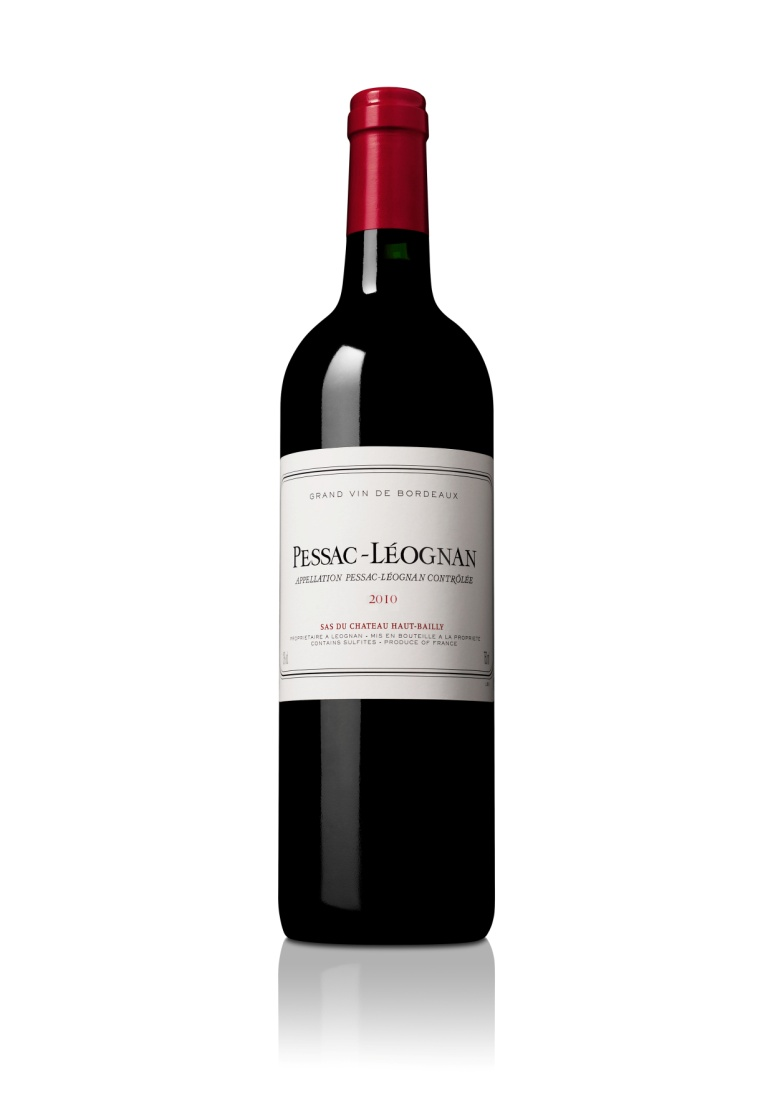 GRAND VIN DE BORDEAUX
PESSAC-LÉOGNAN
APPELLATION PESSAC-LÉOGNAN CONTRÔLÉE
2010
SAS DU CHATEAU HAUT-BAILLY
PROPRIÉTAIRE A LÉOGNAN - MIS EN BOUTEILLE A LA PROPRIÉTÉ
CONTAINS SULFITES - PRODUCE OF FRANCE